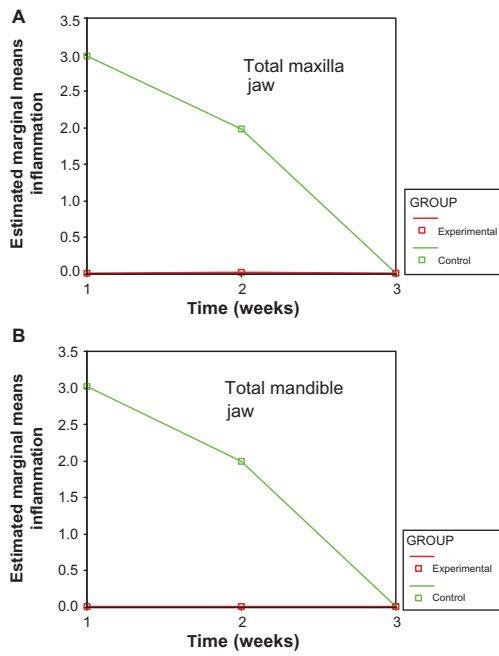 A
Estimated marginal means
inflammation
3.5
3.0
2.5
2.0
1.5
1.0
0.5
0.0
Total maxilla
jaw
1
2
3
Time (weeks)
GROUP
Experimental
Control
B
Estimated marginal means
inflammation
3.5
3.0
2.5
2.0
1.5
1.0
0.5
0.0
Total mandible
jaw
1
2
3
Time (weeks)
GROUP
Experimental
Control